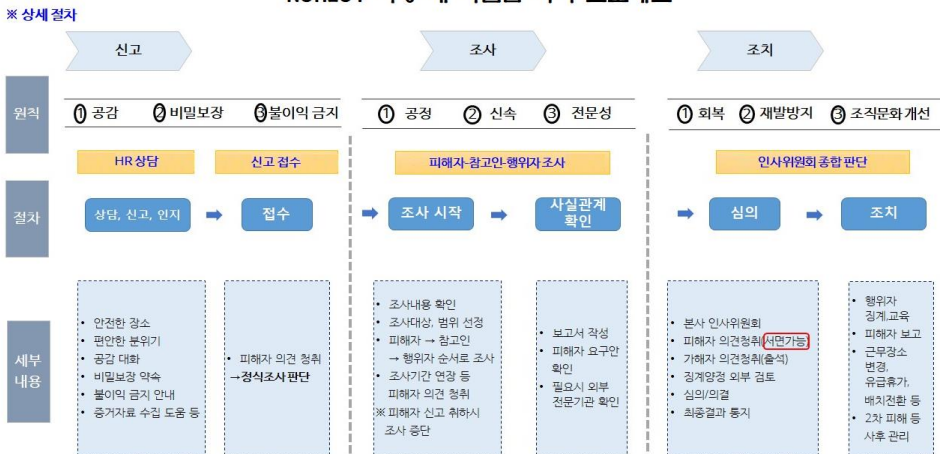 ※ 상세 절차
신고
조사
조치
원칙
① 공감 ② 비밀보장 ③ 불이익 금지
① 공정 ② 신속 ③ 전문성
① 회복 ② 재발방지 ③ 조직문화 개선
HR 상담
신고 접수
피해자-참고인-행위자 조사
인사위원회 종합 판단
절차
상담, 신고, 인지
접수
조사 시작
사실관계
확인
심의
조치
세부
내용
• 안전한 장소
• 편안한 분위기
• 공감 대화
• 비밀보장 약속
• 불이익 금지 안내
• 증거자료 수집 도움 등
• 피해자 의견 청취
→정식조사 판단
• 조사내용 확인
• 조사대상, 범위 선정
• 피해자 → 참고인
→ 행위자 순서로 조사
• 조사기간 연장 등
피해자 의견 청취
※ 피해자 신고 취하시
조사 중단
• 보고서 작성
• 피해자 요구안
확인
• 필요시 외부
전문기관 확인
• 본사 인사위원회
• 피해자 의견청취(서면가능)
• 가해자 의견청취(출석)
• 징계양정 외부 검토
• 심의/의결
• 최종결과 통지
• 행위자
징계,교육
• 피해자 보고
• 근무장소
변경,
유급휴가,
배치전환 등
• 2차 피해 등
사후 관리